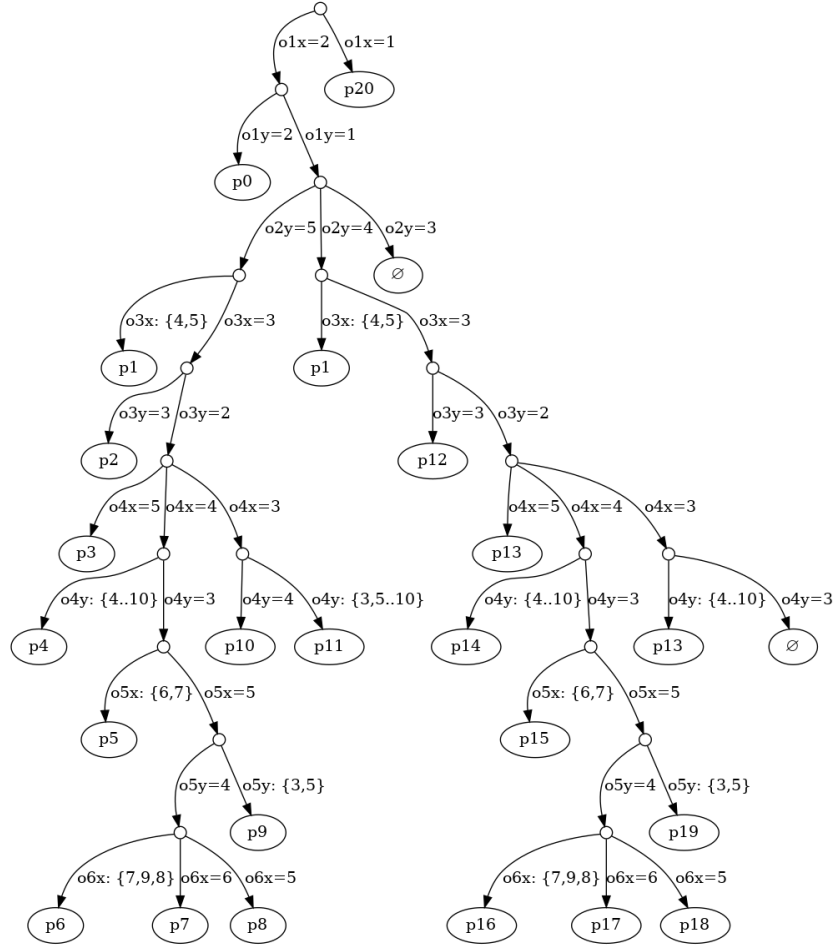 o1x=2 o1x=1
p20
o1y=2 o1y=1
p0
o2y=5 o2y=4 o2y=3
∅
o3x: {4,5} o3x=3 o3x: {4,5} o3x=3
p1 p1
o3y=3 o3y=2 o3y=3 o3y=2
p2 p12
o4x=5 o4x=4 o4x=3 o4x=5 o4x=4 o4x=3
p3 p13
o4y: {4..10} o4y=3 o4y=4 o4y: {3,5..10} o4y: {4..10} o4y=3 o4y: {4..10} o4y=3
p4 p10 p11 p14 p13 ∅
o5x: {6,7} o5x=5 o5x: {6,7} o5x=5
p5 p15
o5y=4 o5y: {3,5} o5y=4 o5y: {3,5}
p9 p19
o6x: {7,9,8} o6x=6 o6x=5 o6x: {7,9,8} o6x=6 o6x=5
p6 p7 p8 p16 p17 p18